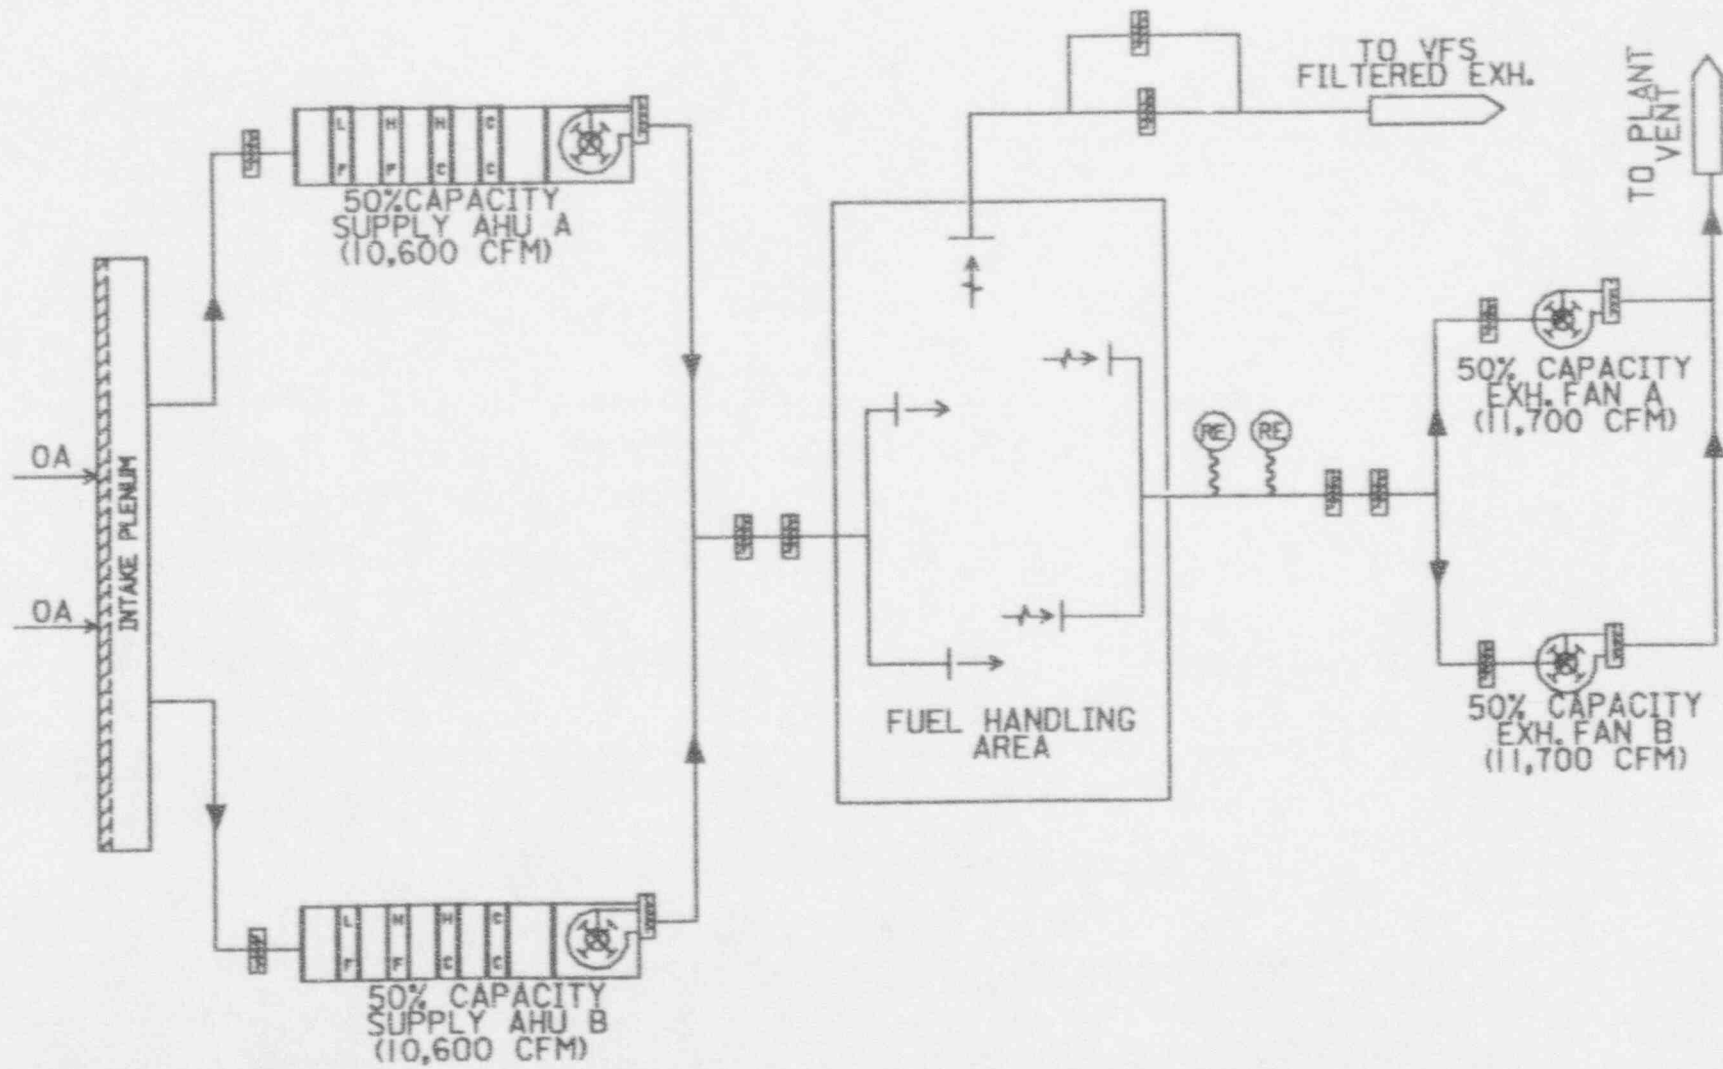 TO VFS
FILTERED EXH.
TO PLANT
VENT
L H H C
F F C C
50%CAPACITY
SUPPLY AHU A
(10,600 CFM)
OA
OA
INTAKE PLENUM
RE RE
50% CAPACITY
EXH. FAN A
(11,700 CFM)
FUEL HANDLING
AREA
50% CAPACITY
EXH. FAN B
(11,700 CFM)
L H H C
F F C C
50% CAPACITY
SUPPLY AHU B
(10,600 CFM)